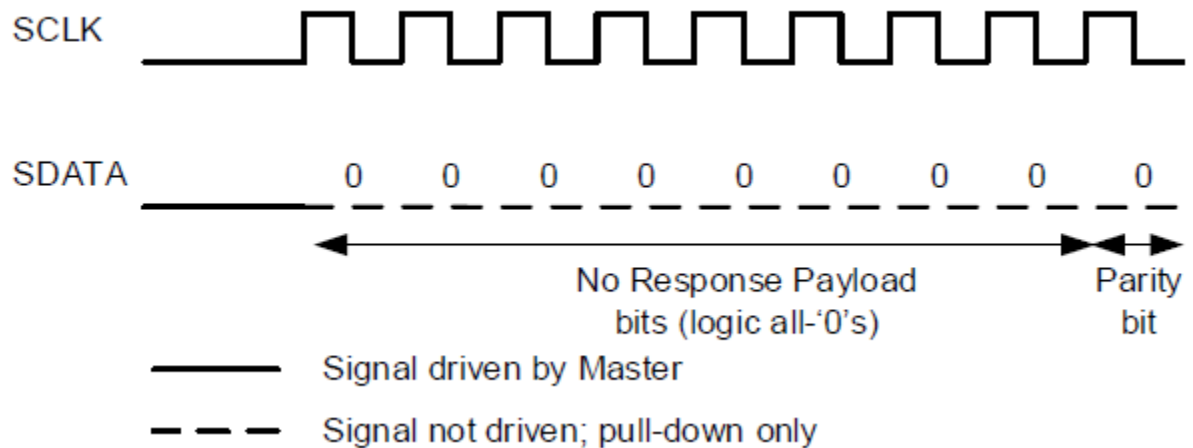 SCLK
SDATA 0 0 0 0 0 0 0 0 0
No Response Payload Parity
bits (logic all-‘0’s) bit
Signal driven by Master
Signal not driven; pull-down only